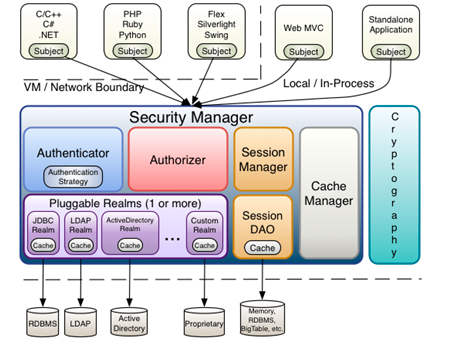 C/C++
C#
.NET
Subject
PHP
Ruby
Python
Subject
Flex
Silverlight
Swing
Subject
Web MVC
Subject
Standalone
Application
Subject
VM / Network Boundary
Local / In-Process
Security Manager
Authenticator
Authentication
Strategy
Authorizer
Session
Manager
Cache
Manager
Cryptography
Pluggable Realms (1 or more)
JDBC
Realm
Cache
LDAP
Realm
Cache
ActiveDirectory
Realm
Cache
...
Custom
Realm
Cache
Session
DAO
Cache
RDBMS
LDAP
Active
Directory
Proprietary
Memory,
RDBMS,
BigTable, etc.